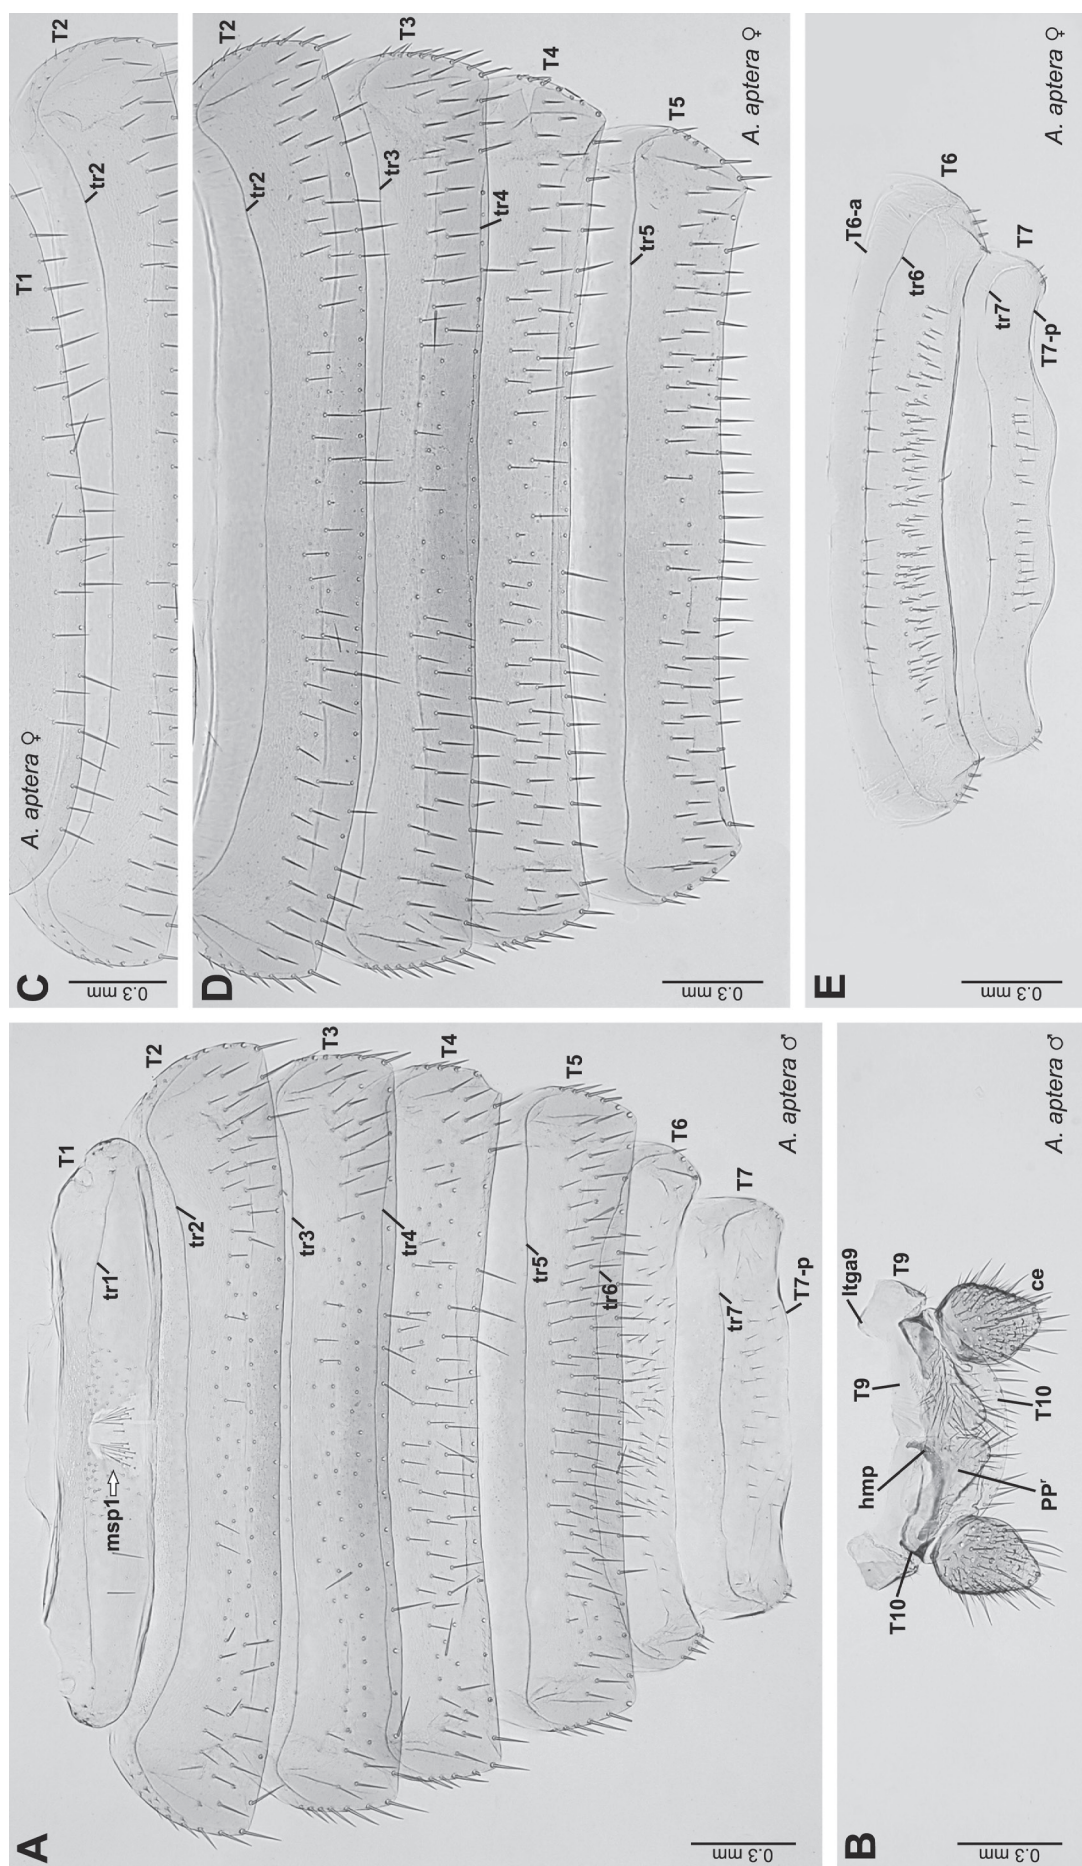 A
T1
T2
T3
T4
T5
T6
T7
tr1
tr2
tr3
tr4
tr5
tr6
tr7
T7-p
msp1
0.3 mm
A. aptera ♂
B
ltga9
T9
T9
hmp
T10
T10
PPr
ce
0.3 mm
A. aptera ♂
C
A. aptera ♀
T1
T2
tr2
0.3 mm
D
T2
T3
T4
T5
tr2
tr3
tr4
tr5
0.3 mm
A. aptera ♀
E
T6-a
T6
tr6
T7
tr7
T7-p
0.3 mm
A. aptera ♀